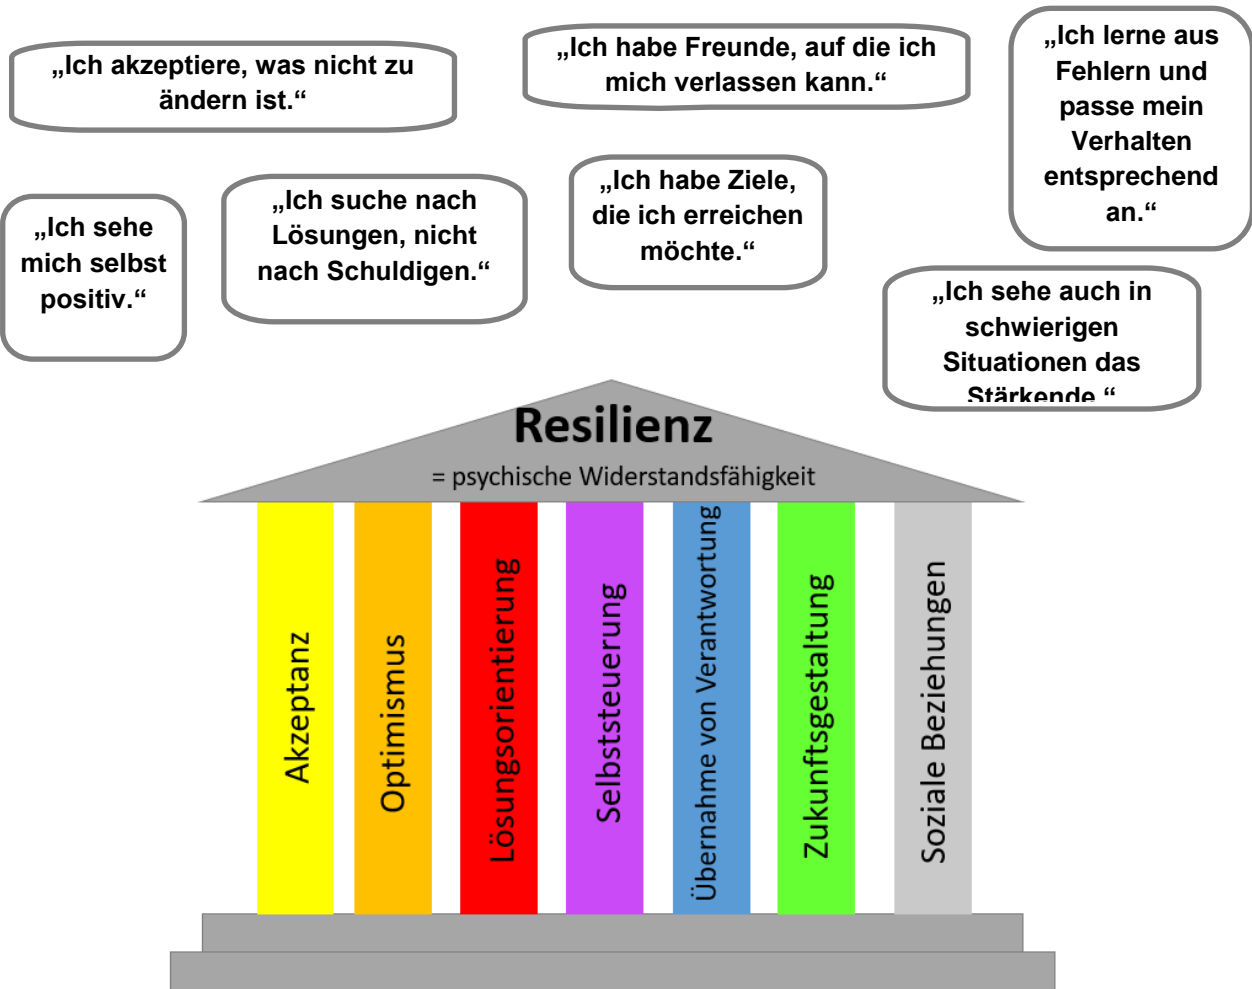 „Ich akzeptiere, was nicht zu
ändern ist.“
„Ich habe Freunde, auf die ich
mich verlassen kann.“
„Ich lerne aus
Fehlern und
passe mein
Verhalten
entsprechend
an.“
„Ich sehe
mich selbst
positiv.“
„Ich suche nach
Lösungen, nicht
nach Schuldigen.“
„Ich habe Ziele,
die ich erreichen
möchte.“
„Ich sehe auch in
schwierigen
Situationen das
Stärkende.“
Resilienz
= psychische Widerstandsfähigkeit
Akzeptanz
Optimismus
Lösungsorientierung
Selbststeuerung
Übernahme von Verantwortung
Zukunftsgestaltung
Soziale Beziehungen